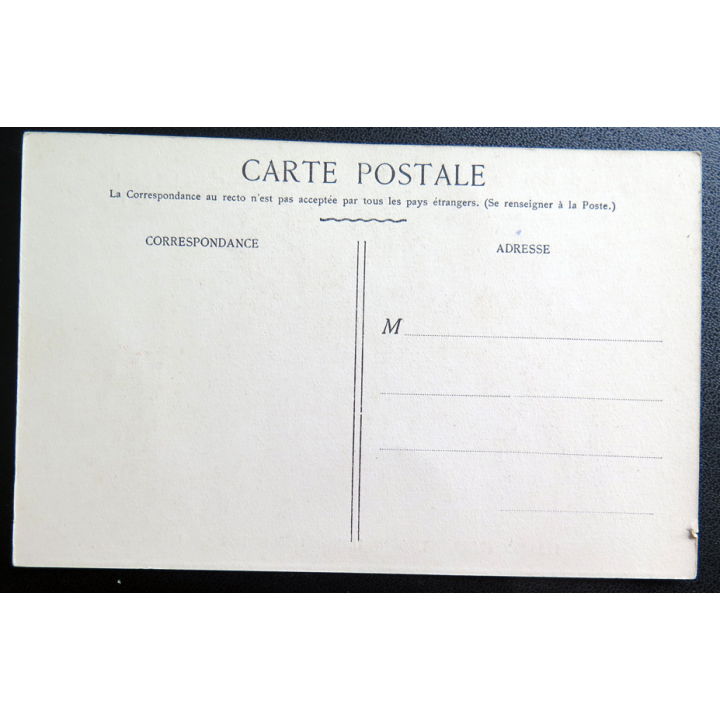 CARTE POSTALE
La Correspondance au recto n'est pas acceptée par tous les pays étrangers. (Se renseigner à la Poste.)
CORRESPONDANCE
ADRESSE
M